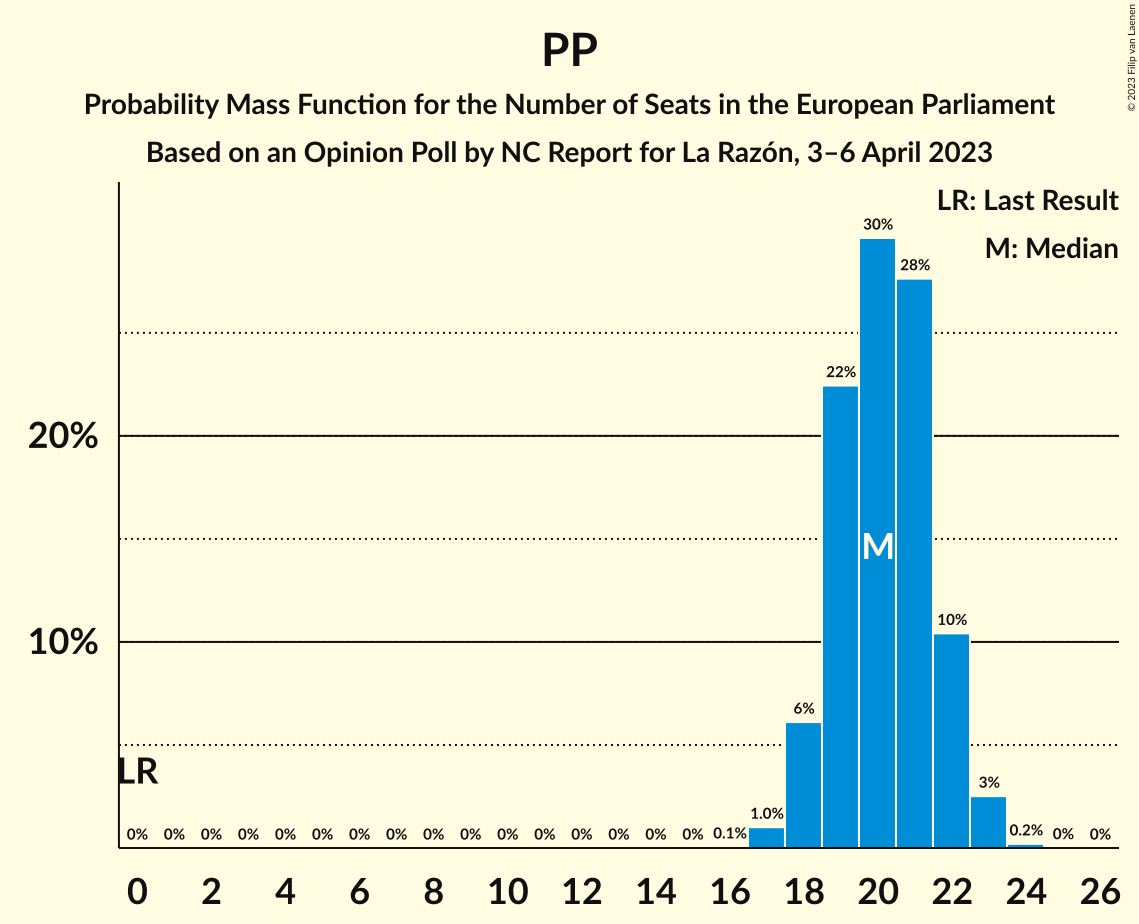 PP
Probability Mass Function for the Number of Seats in the European Parliament
Based on an Opinion Poll by NC Report for La Razón, 3–6 April 2023
© 2023 Filip van Laenen
LR: Last Result
M: Median
30%
28%
22%
20%
M
10%
10%
6%
LR
3%
1.0%
0% 0% 0% 0% 0% 0% 0% 0% 0% 0% 0% 0% 0% 0% 0% 0% 0.1% 0.2% 0% 0%
0 2 4 6 8 10 12 14 16 18 20 22 24 26